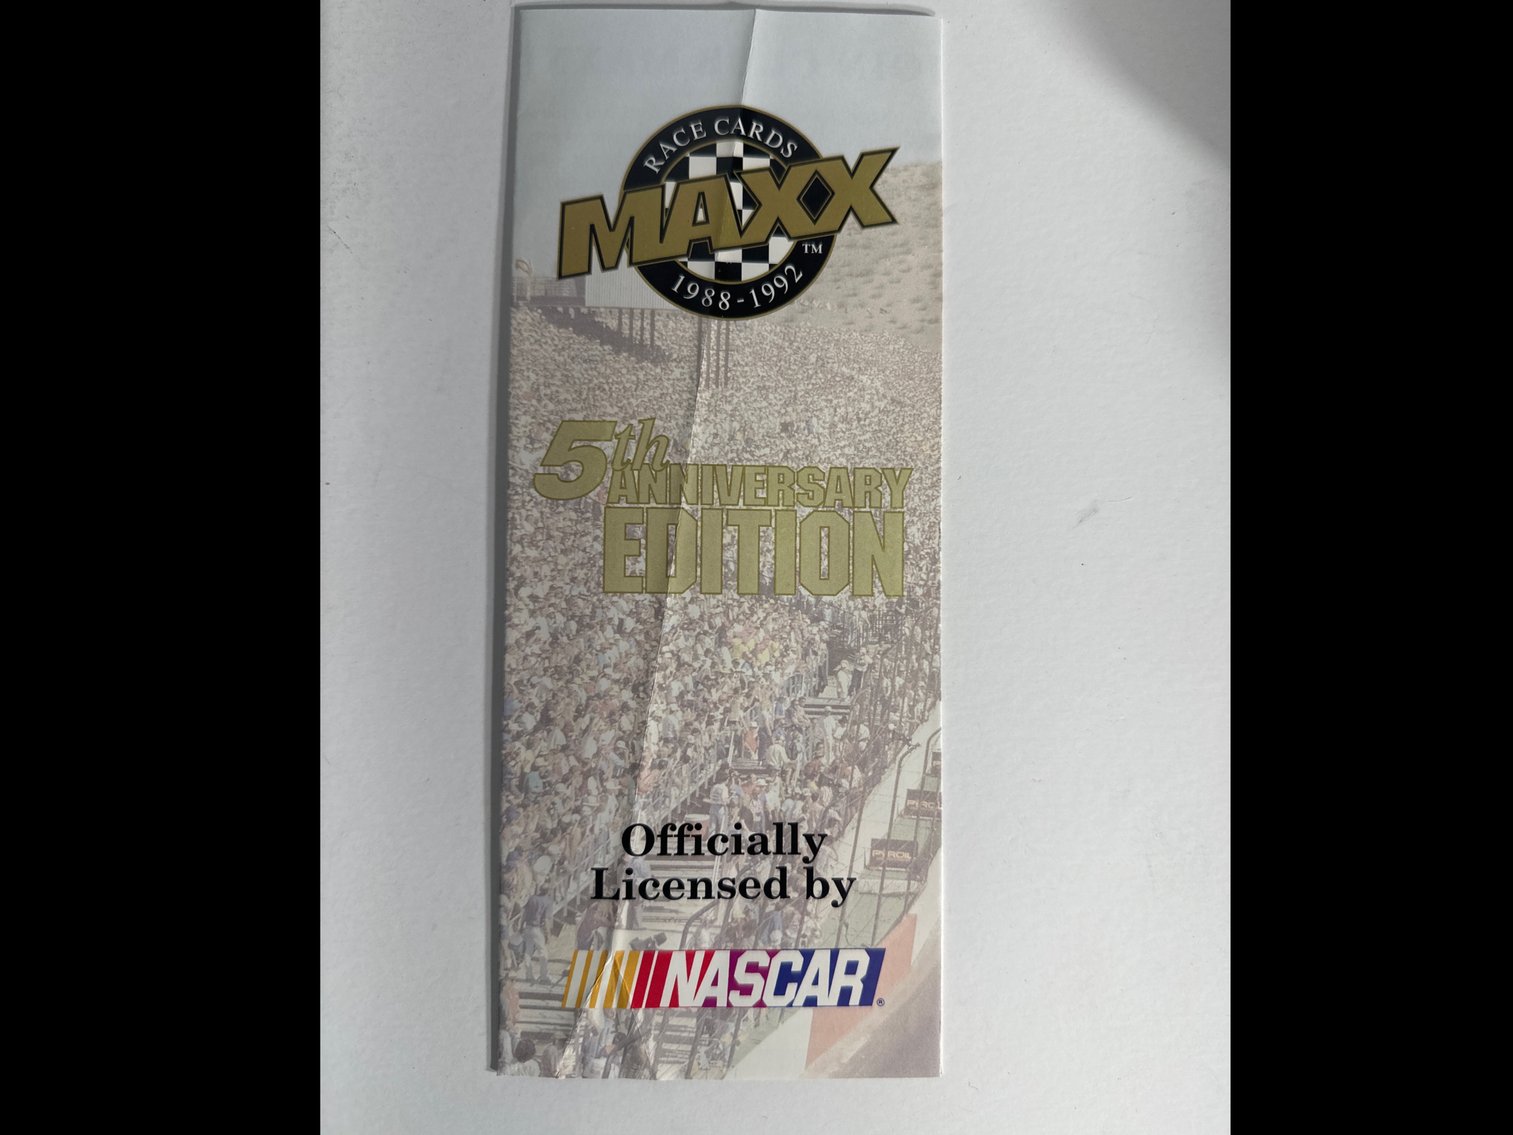 RACE CARDS
MAXX
TM
1988-1992
5th
ANNIVERSARY
EDITION
Officially
Licensed by
NASCAR
®